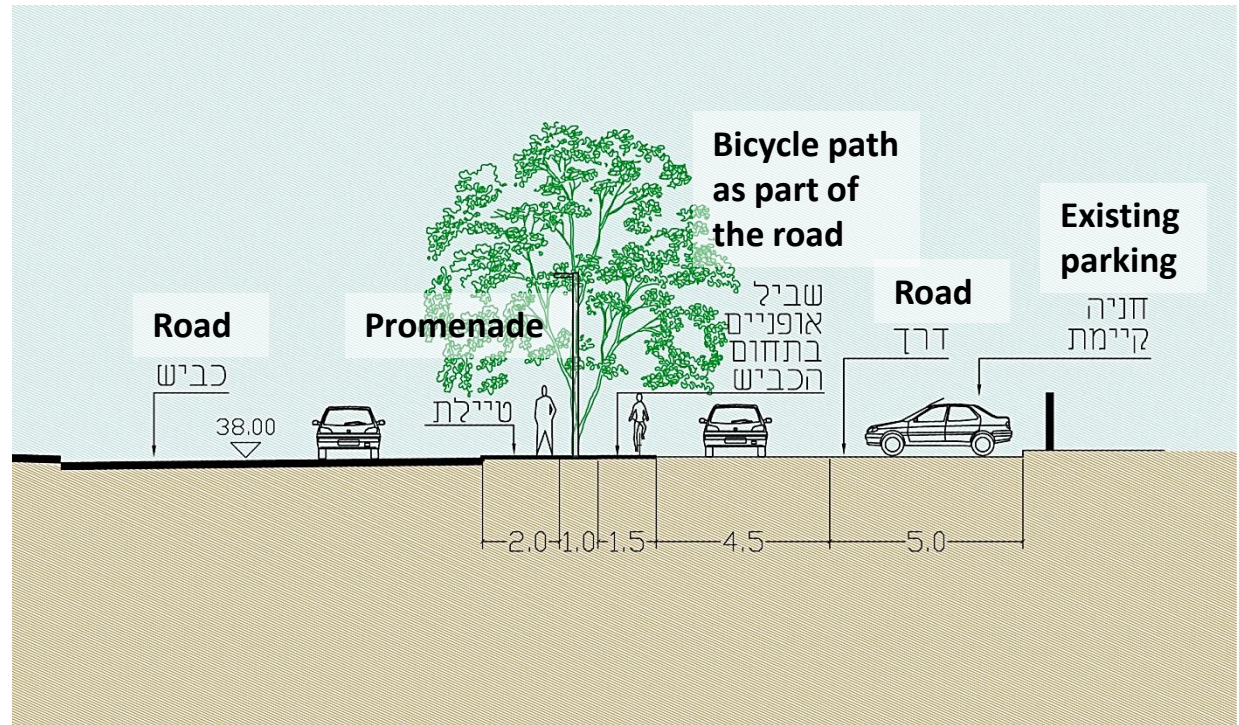 Bicycle path
as part of
the road
Existing
parking
Road
Promenade
Road
שביל
אופניים
בתחום
הכביש
חניה
קיימת
דרך
כביש
טיילת
38.00
2.0
1.0
1.5
4.5
5.0